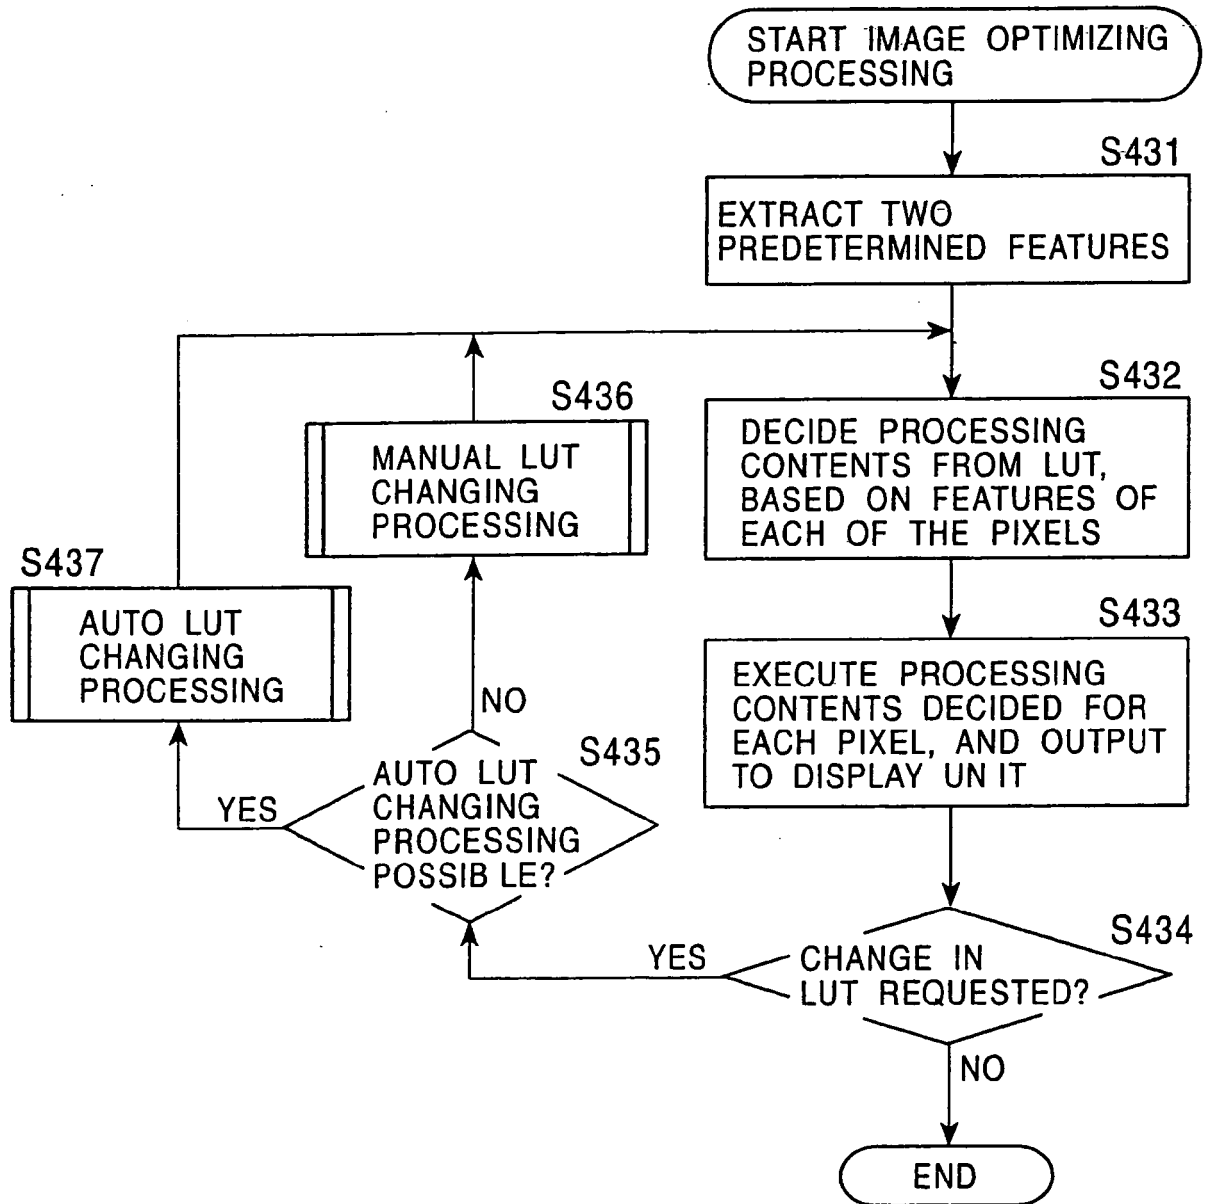 START IMAGE OPTIMIZING
PROCESSING
S431
EXTRACT TWO
PREDETERMINED FEATURES
S432
DECIDE PROCESSING
CONTENTS FROM LUT,
BASED ON FEATURES OF
EACH OF THE PIXELS
S433
EXECUTE PROCESSING
CONTENTS DECIDED FOR
EACH PIXEL, AND OUTPUT
TO DISPLAY UN IT
S434
CHANGE IN
LUT REQUESTED?
YES
NO
END
S435
AUTO LUT
CHANGING
PROCESSING
POSSIB LE?
NO
YES
S436
MANUAL LUT
CHANGING
PROCESSING
S437
AUTO LUT
CHANGING
PROCESSING